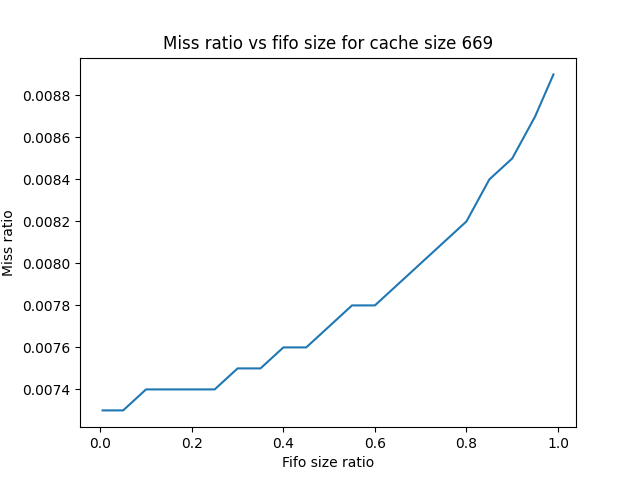 Miss ratio vs fifo size for cache size 669
0.0088
0.0086
0.0084
0.0082
0.0080
0.0078
0.0076
0.0074
Miss ratio
0.0 0.2 0.4 0.6 0.8 1.0
Fifo size ratio